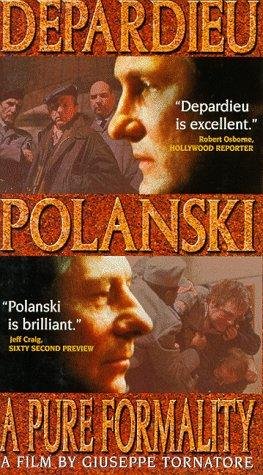 DEPARDIEU
"Depardieu
is excellent."
Robert Osborne,
HOLLYWOOD REPORTER
POLANSKI
"Polanski
is brilliant."
Jeff Craig,
SIXTY SECOND PREVIEW
A PURE FORMALITY
A FILM BY GIUSEPPE TORNATORE